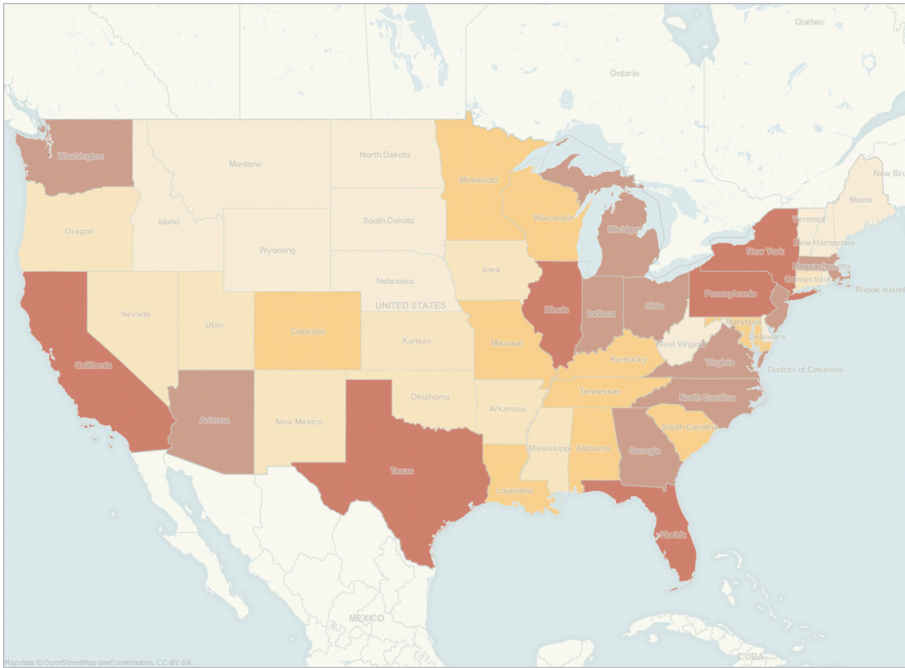 Québec
Ontario
Washington
Montana
North Dakota
Minnesota
New Bru
Idaho
South Dakota
Wisconsin
Michigan
Maine
Vermont
Oregon
Wyoming
New York
New Hampshire
Massachusetts
Iowa
Connecticut
Nebraska
Rhode Island
UNITED STATES
Pennsylvania
Nevada
Utah
Colorado
Kansas
Missouri
Illinois
Indiana
Ohio
Maryland
Delaware
West Virginia
Kentucky
Virginia
District of Columbia
California
Arizona
New Mexico
Oklahoma
Arkansas
Tennessee
North Carolina
South Carolina
Mississippi
Alabama
Georgia
Texas
Louisiana
Florida
MEXICO
CUBA
Map data © OpenStreetMap (and) contributors, CC-BY-SA.